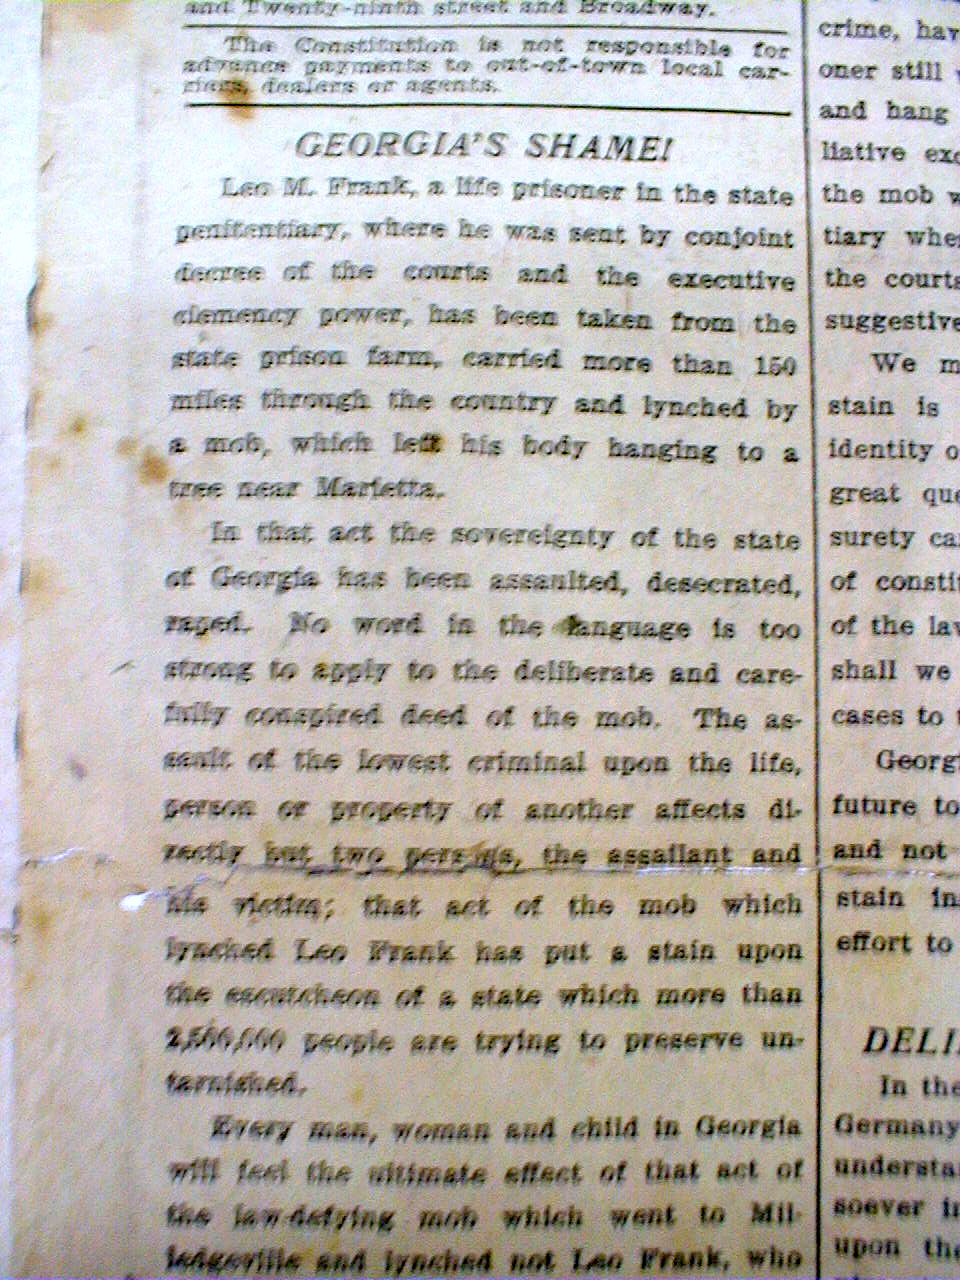 and Twenty-ninth street and Broadway.
The Constitution is not responsible for
advance payments to out-of-town local car-
riers, dealers or agents.
GEORGIA'S SHAME!
Leo M. Frank, a life prisoner in the state
penitentiary, where he was sent by conjoint
decree of the courts and the executive
clemency power, has been taken from the
state prison farm, carried more than 150
miles through the country and lynched by
a mob, which left his body hanging to a
tree near Marietta.
In that act the sovereignty of the state
of Georgia has been assaulted, desecrated,
raped. No word in the language is too
strong to apply to the deliberate and care-
fully conspired deed of the mob. The as-
sault of the lowest criminal upon the life,
person or property of another affects di-
rectly but two persons, the assailant and
his victim; that act of the mob which
lynched Leo Frank has put a stain upon
the escutcheon of a state which more than
2,500,000 people are trying to preserve un-
tarnished.
Every man, woman and child in Georgia
will feel the ultimate effect of that act of
the law-defying mob which went to Mil-
ledgeville and lynched not Leo Frank, who
crime, hav
oner still
and hang
liative exc
the mob w
tiary whe
the courts
suggestive
We m
stain is
identity o
great que
surety ca
of constit
of the law
shall we
cases to t
Georgi
future to
and not
stain in
effort to
DELI
In the
Germany
understa
soever i
upon the